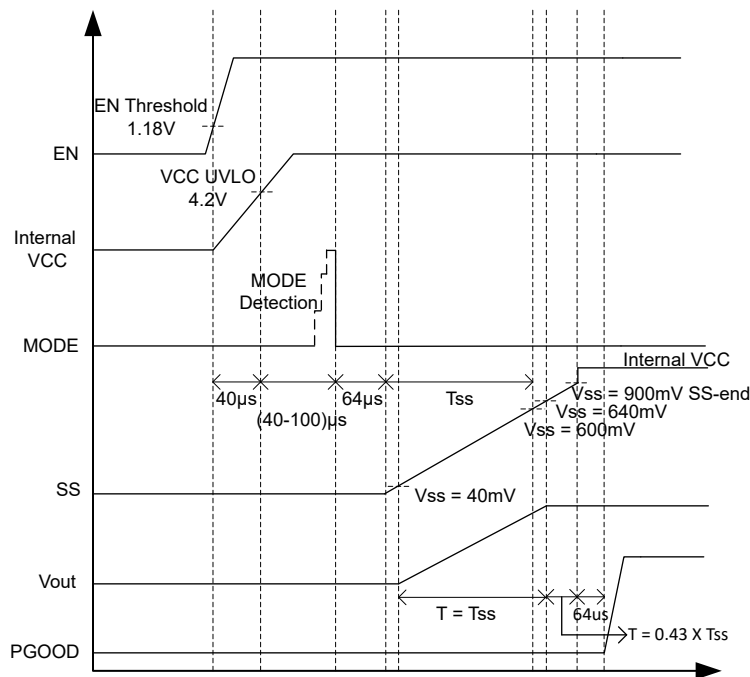 EN Threshold
1.18V
EN
VCC UVLO
4.2V
Internal
VCC
MODE
Detection
MODE
Internal VCC
40µs
64µs
Tss
(40-100)µs
Vss = 900mV SS-end
Vss = 640mV
Vss = 600mV
SS
Vss = 40mV
Vout
T = Tss
64us
T = 0.43 X Tss
PGOOD